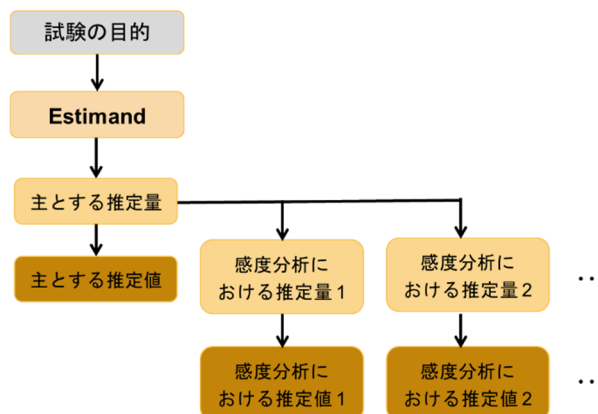 試験の目的
Estimand
主とする推定量
主とする推定値
感度分析に
おける推定量1
感度分析に
おける推定量2
‥
感度分析に
おける推定値1
感度分析に
おける推定値2
‥